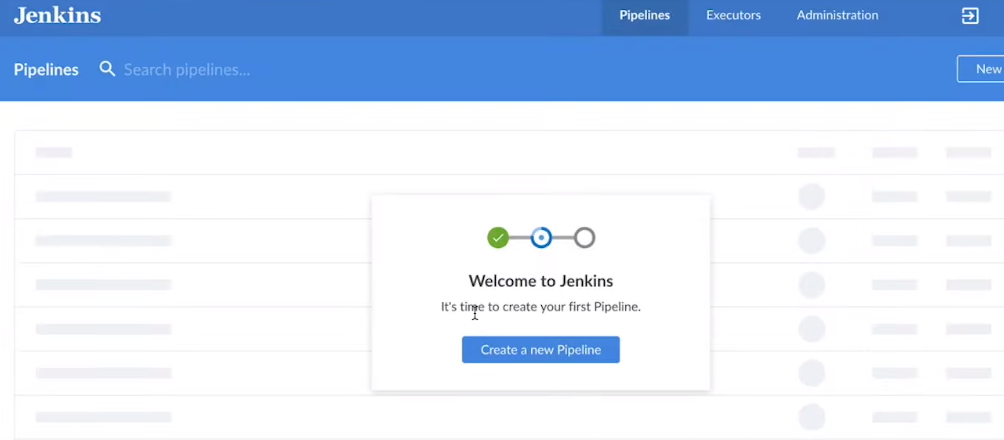 Jenkins
Pipelines Executors Administration
Pipelines Search pipelines... New
Welcome to Jenkins
It's time to create your first Pipeline.
Create a new Pipeline